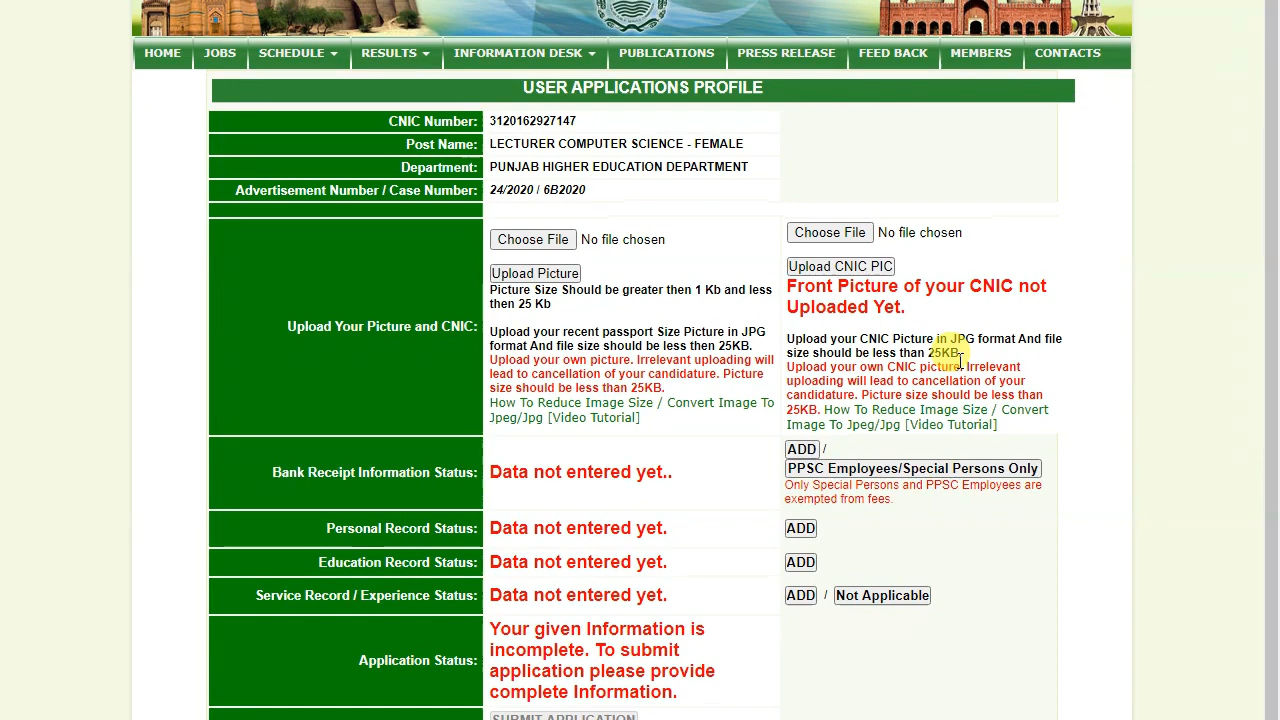 HOME JOBS SCHEDULE RESULTS INFORMATION DESK PUBLICATIONS PRESS RELEASE FEED BACK MEMBERS CONTACTS
USER APPLICATIONS PROFILE
CNIC Number: 3120162927147
Post Name: LECTURER COMPUTER SCIENCE - FEMALE
Department: PUNJAB HIGHER EDUCATION DEPARTMENT
Advertisement Number / Case Number: 24/2020 / 6B2020
Upload Your Picture and CNIC:
Choose File No file chosen
Upload Picture
Picture Size Should be greater then 1 Kb and less
then 25 Kb
Upload your recent passport Size Picture in JPG
format And file size should be less then 25KB.
Upload your own picture. Irrelevant uploading will
lead to cancellation of your candidature. Picture
size should be less than 25KB.
How To Reduce Image Size / Convert Image To
Jpeg/Jpg [Video Tutorial]
Choose File No file chosen
Upload CNIC PIC
Front Picture of your CNIC not
Uploaded Yet.
Upload your CNIC Picture in JPG format And file
size should be less than 25KB.
Upload your own CNIC picture. Irrelevant
uploading will lead to cancellation of your
candidature. Picture size should be less than
25KB. How To Reduce Image Size / Convert
Image To Jpeg/Jpg [Video Tutorial]
Bank Receipt Information Status: Data not entered yet..
ADD /
PPSC Employees/Special Persons Only
Only Special Persons and PPSC Employees are
exempted from fees.
Personal Record Status: Data not entered yet. ADD
Education Record Status: Data not entered yet. ADD
Service Record / Experience Status: Data not entered yet. ADD / Not Applicable
Application Status:
Your given Information is
incomplete. To submit
application please provide
complete Information.
SUBMIT APPLICATION